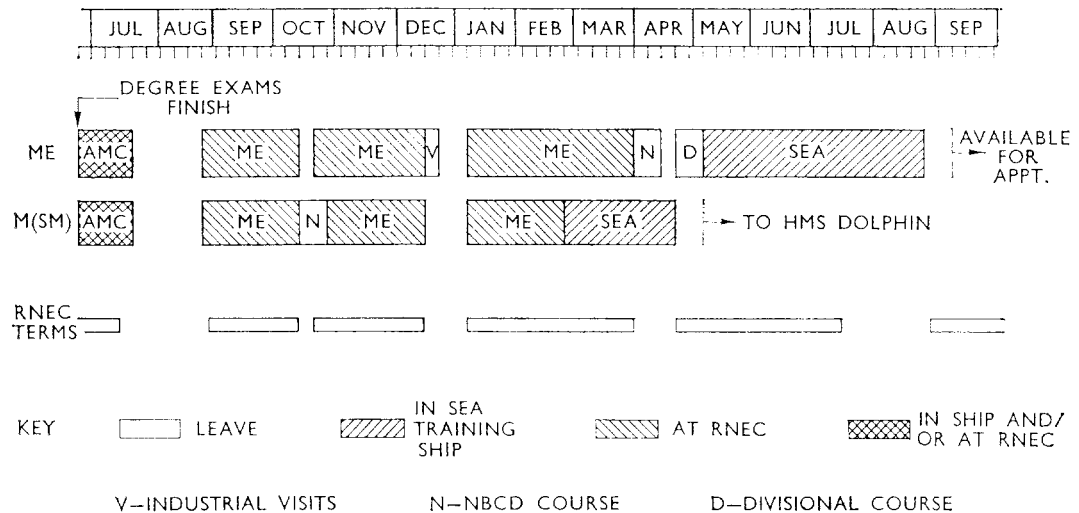 JUL AUG SEP OCT NOV DEC JAN FEB MAR APR MAY JUN JUL AUG SEP
DEGREE EXAMS
FINISH
ME AMC ME ME V ME N D SEA AVAILABLE
FOR
APPT.
M(SM) AMC ME N ME ME SEA TO HMS DOLPHIN
RNEC
TERMS
KEY LEAVE IN SEA
TRAINING
SHIP AT RNEC IN SHIP AND/
OR AT RNEC
V–INDUSTRIAL VISITS N–NBCD COURSE D–DIVISIONAL COURSE